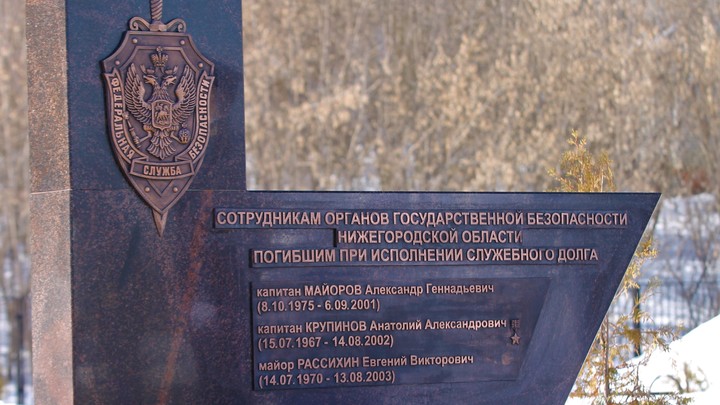 ФЕДЕРАЛЬНАЯ
СЛУЖБА
БЕЗОПАСНОСТИ
СОТРУДНИКАМ ОРГАНОВ ГОСУДАРСТВЕННОЙ БЕЗОПАСНОСТИ
НИЖЕГОРОДСКОЙ ОБЛАСТИ
ПОГИБШИМ ПРИ ИСПОЛНЕНИИ СЛУЖЕБНОГО ДОЛГА
капитан МАЙОРОВ Александр Геннадьевич
(8.10.1975 - 6.09.2001)
капитан КРУПИНОВ Анатолий Александрович
(15.07.1967 - 14.08.2002)
майор РАССИХИН Евгений Викторович
(14.07.1970 - 13.08.2003)